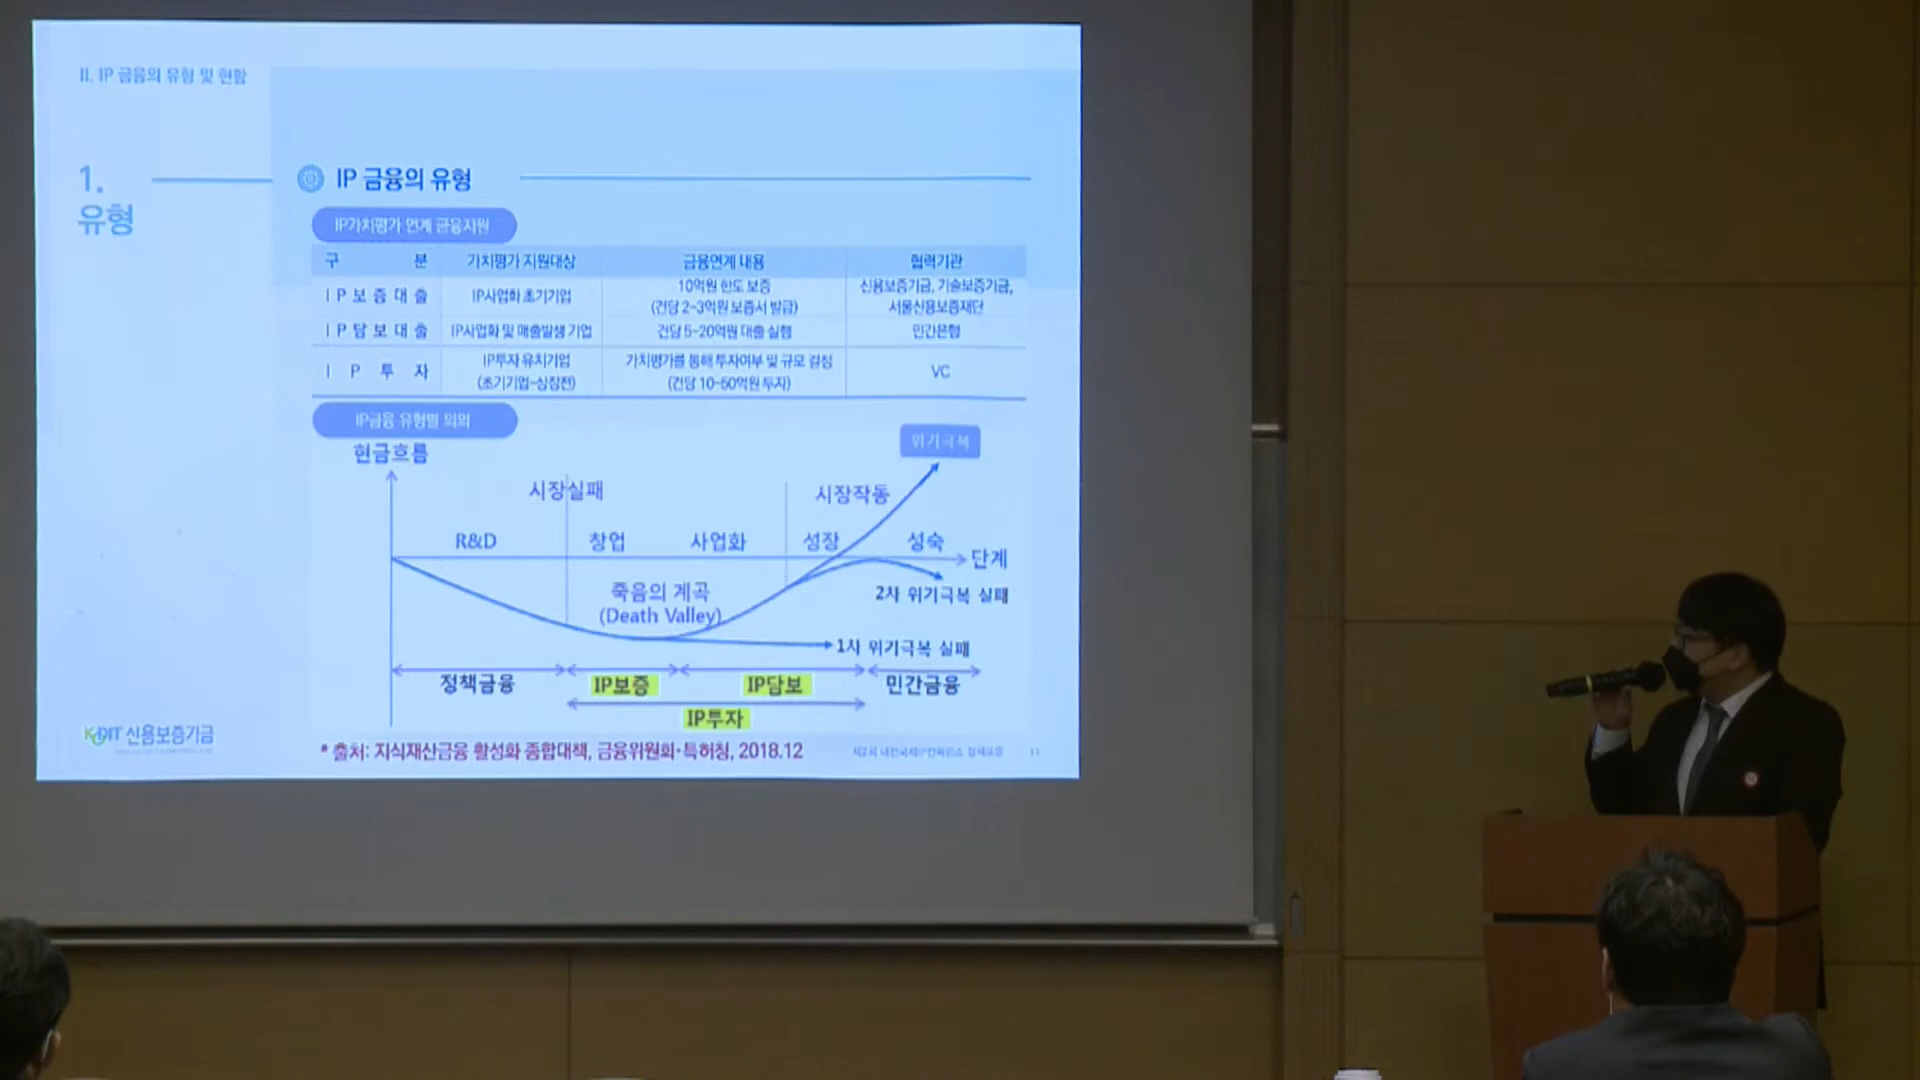 II. IP 금융의 유형 및 현황
1.
유형
IP 금융의 유형
IP가치평가 연계 금융지원
구 분 가치평가 지원대상 금융연계 내용 협력기관
IP보증대출 IP사업화 초기기업 10억원 한도 보증 (건당 2~3억원 보증서 발급) 신용보증기금, 기술보증기금, 서울신용보증재단
IP담보대출 IP사업화 및 매출발생 기업 건당 5~20억원 대출 실행 민간은행
IP투자 IP투자 유치기업 (초기기업~상장전) 가치평가를 통해 투자여부 및 규모 결정 (건당 10~50억원 투자) VC
IP금융 유형별 의의
현금흐름
위기극복
시장실패
시장작동
R&D 창업 사업화 성장 성숙
단계
죽음의 계곡
(Death Valley)
2차 위기극복 실패
1차 위기극복 실패
정책금융 IP보증 IP담보 민간금융
IP투자
KODIT 신용보증기금
* 출처: 지식재산금융 활성화 종합대책, 금융위원회·특허청, 2018.12